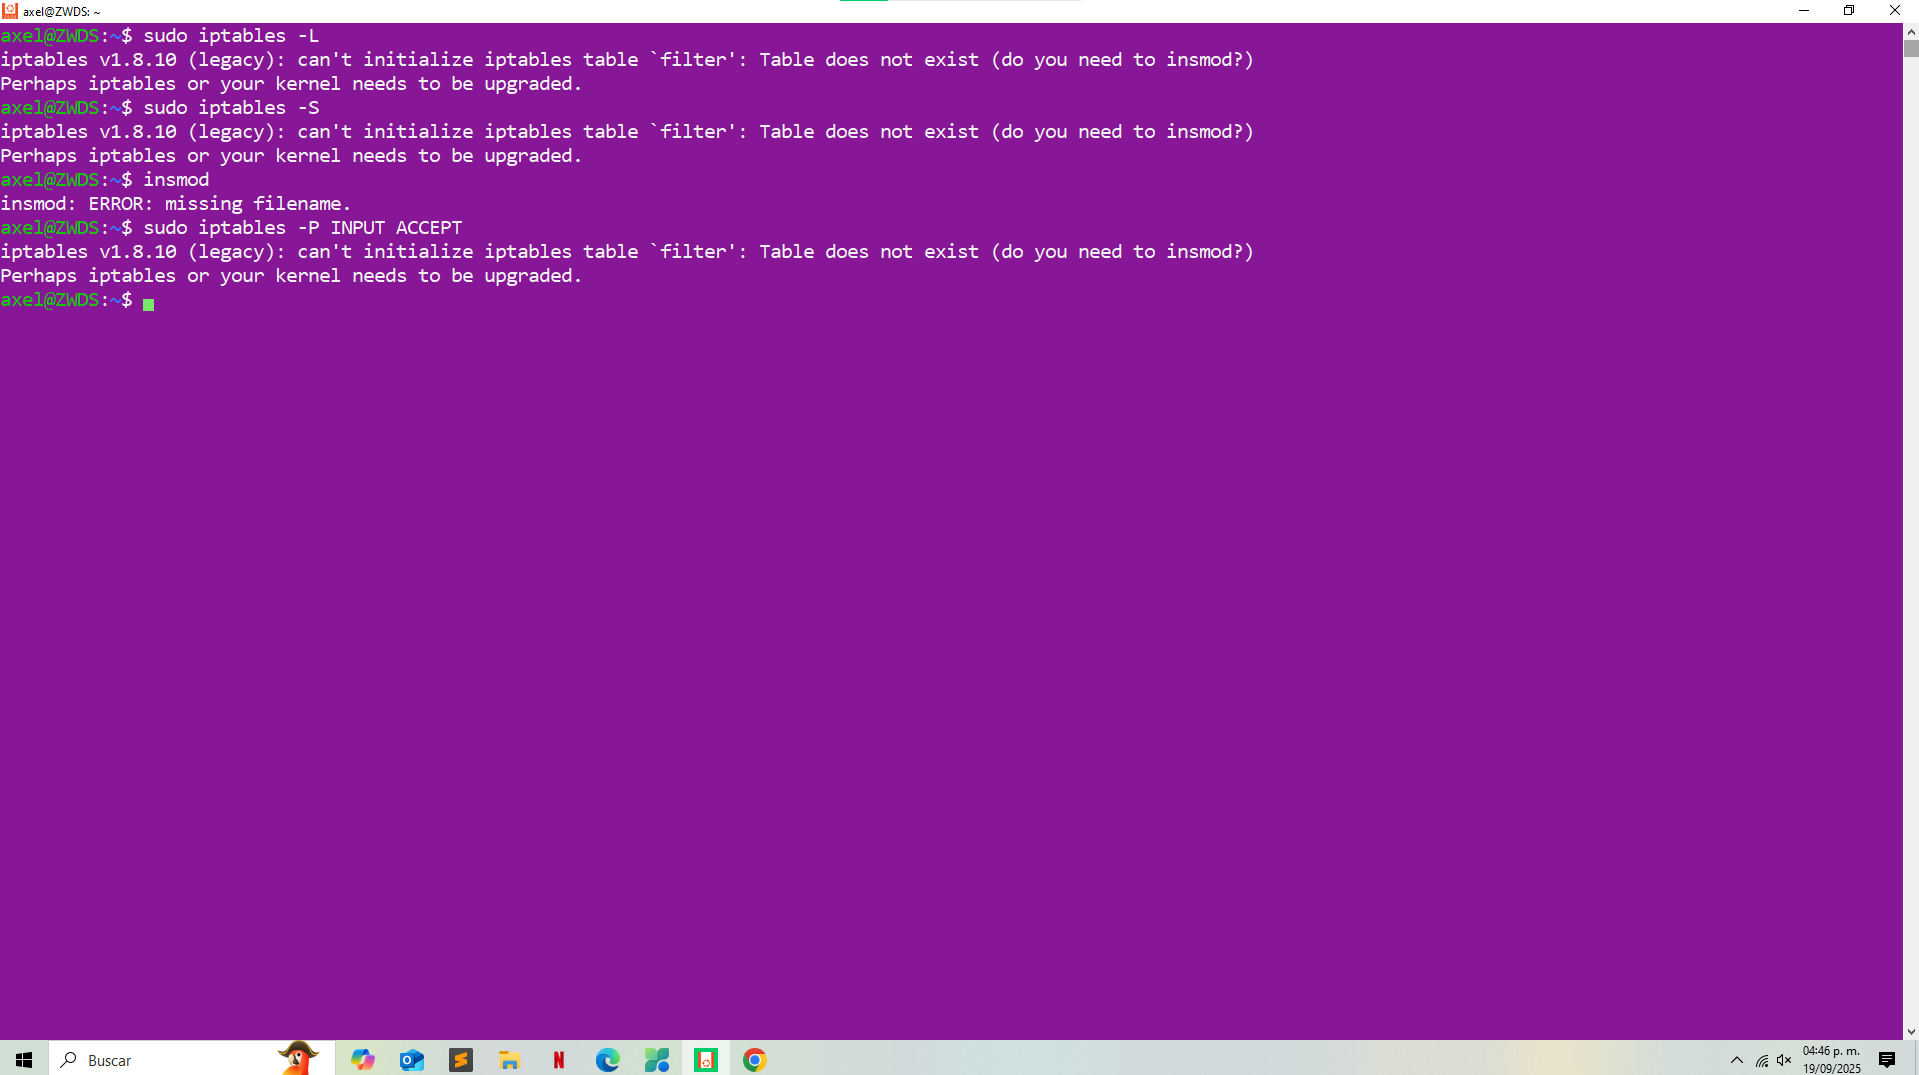 axel@ZWDS: ~
axel@ZWDS:~$ sudo iptables -L
iptables v1.8.10 (legacy): can't initialize iptables table `filter': Table does not exist (do you need to insmod?)
Perhaps iptables or your kernel needs to be upgraded.
axel@ZWDS:~$ sudo iptables -S
iptables v1.8.10 (legacy): can't initialize iptables table `filter': Table does not exist (do you need to insmod?)
Perhaps iptables or your kernel needs to be upgraded.
axel@ZWDS:~$ insmod
insmod: ERROR: missing filename.
axel@ZWDS:~$ sudo iptables -P INPUT ACCEPT
iptables v1.8.10 (legacy): can't initialize iptables table `filter': Table does not exist (do you need to insmod?)
Perhaps iptables or your kernel needs to be upgraded.
axel@ZWDS:~$
Buscar
04:46 p. m.
19/09/2025